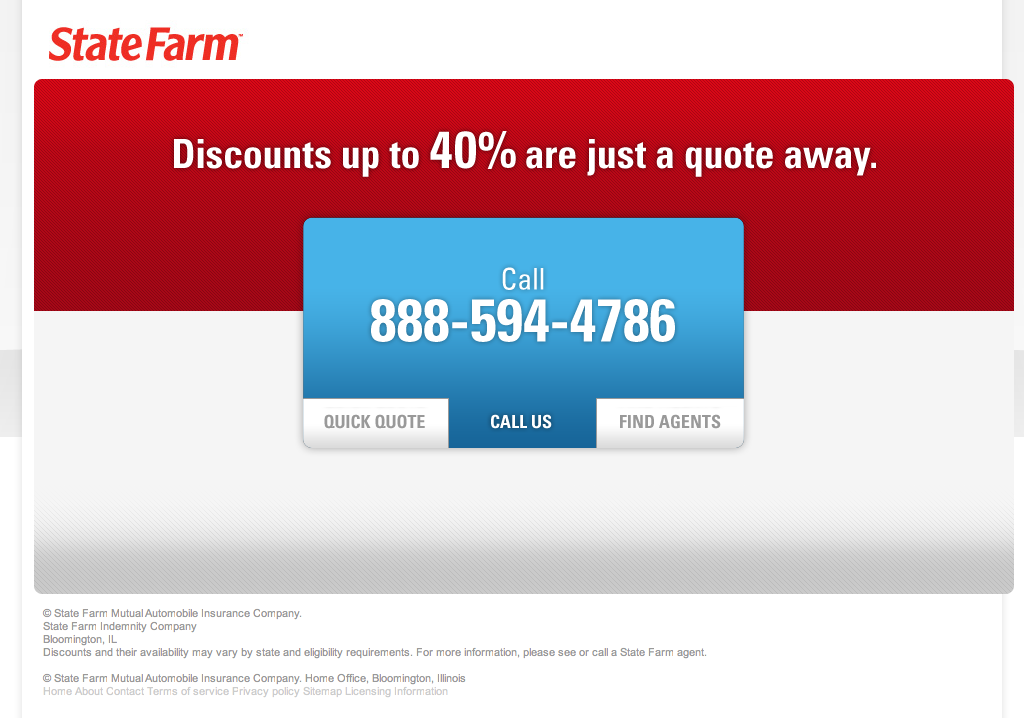 State Farm™
Discounts up to 40% are just a quote away.
Call
888-594-4786
QUICK QUOTE
CALL US
FIND AGENTS
© State Farm Mutual Automobile Insurance Company.
State Farm Indemnity Company
Bloomington, IL
Discounts and their availability may vary by state and eligibility requirements. For more information, please see or call a State Farm agent.
© State Farm Mutual Automobile Insurance Company. Home Office, Bloomington, Illinois
Home About Contact Terms of service Privacy policy Sitemap Licensing Information